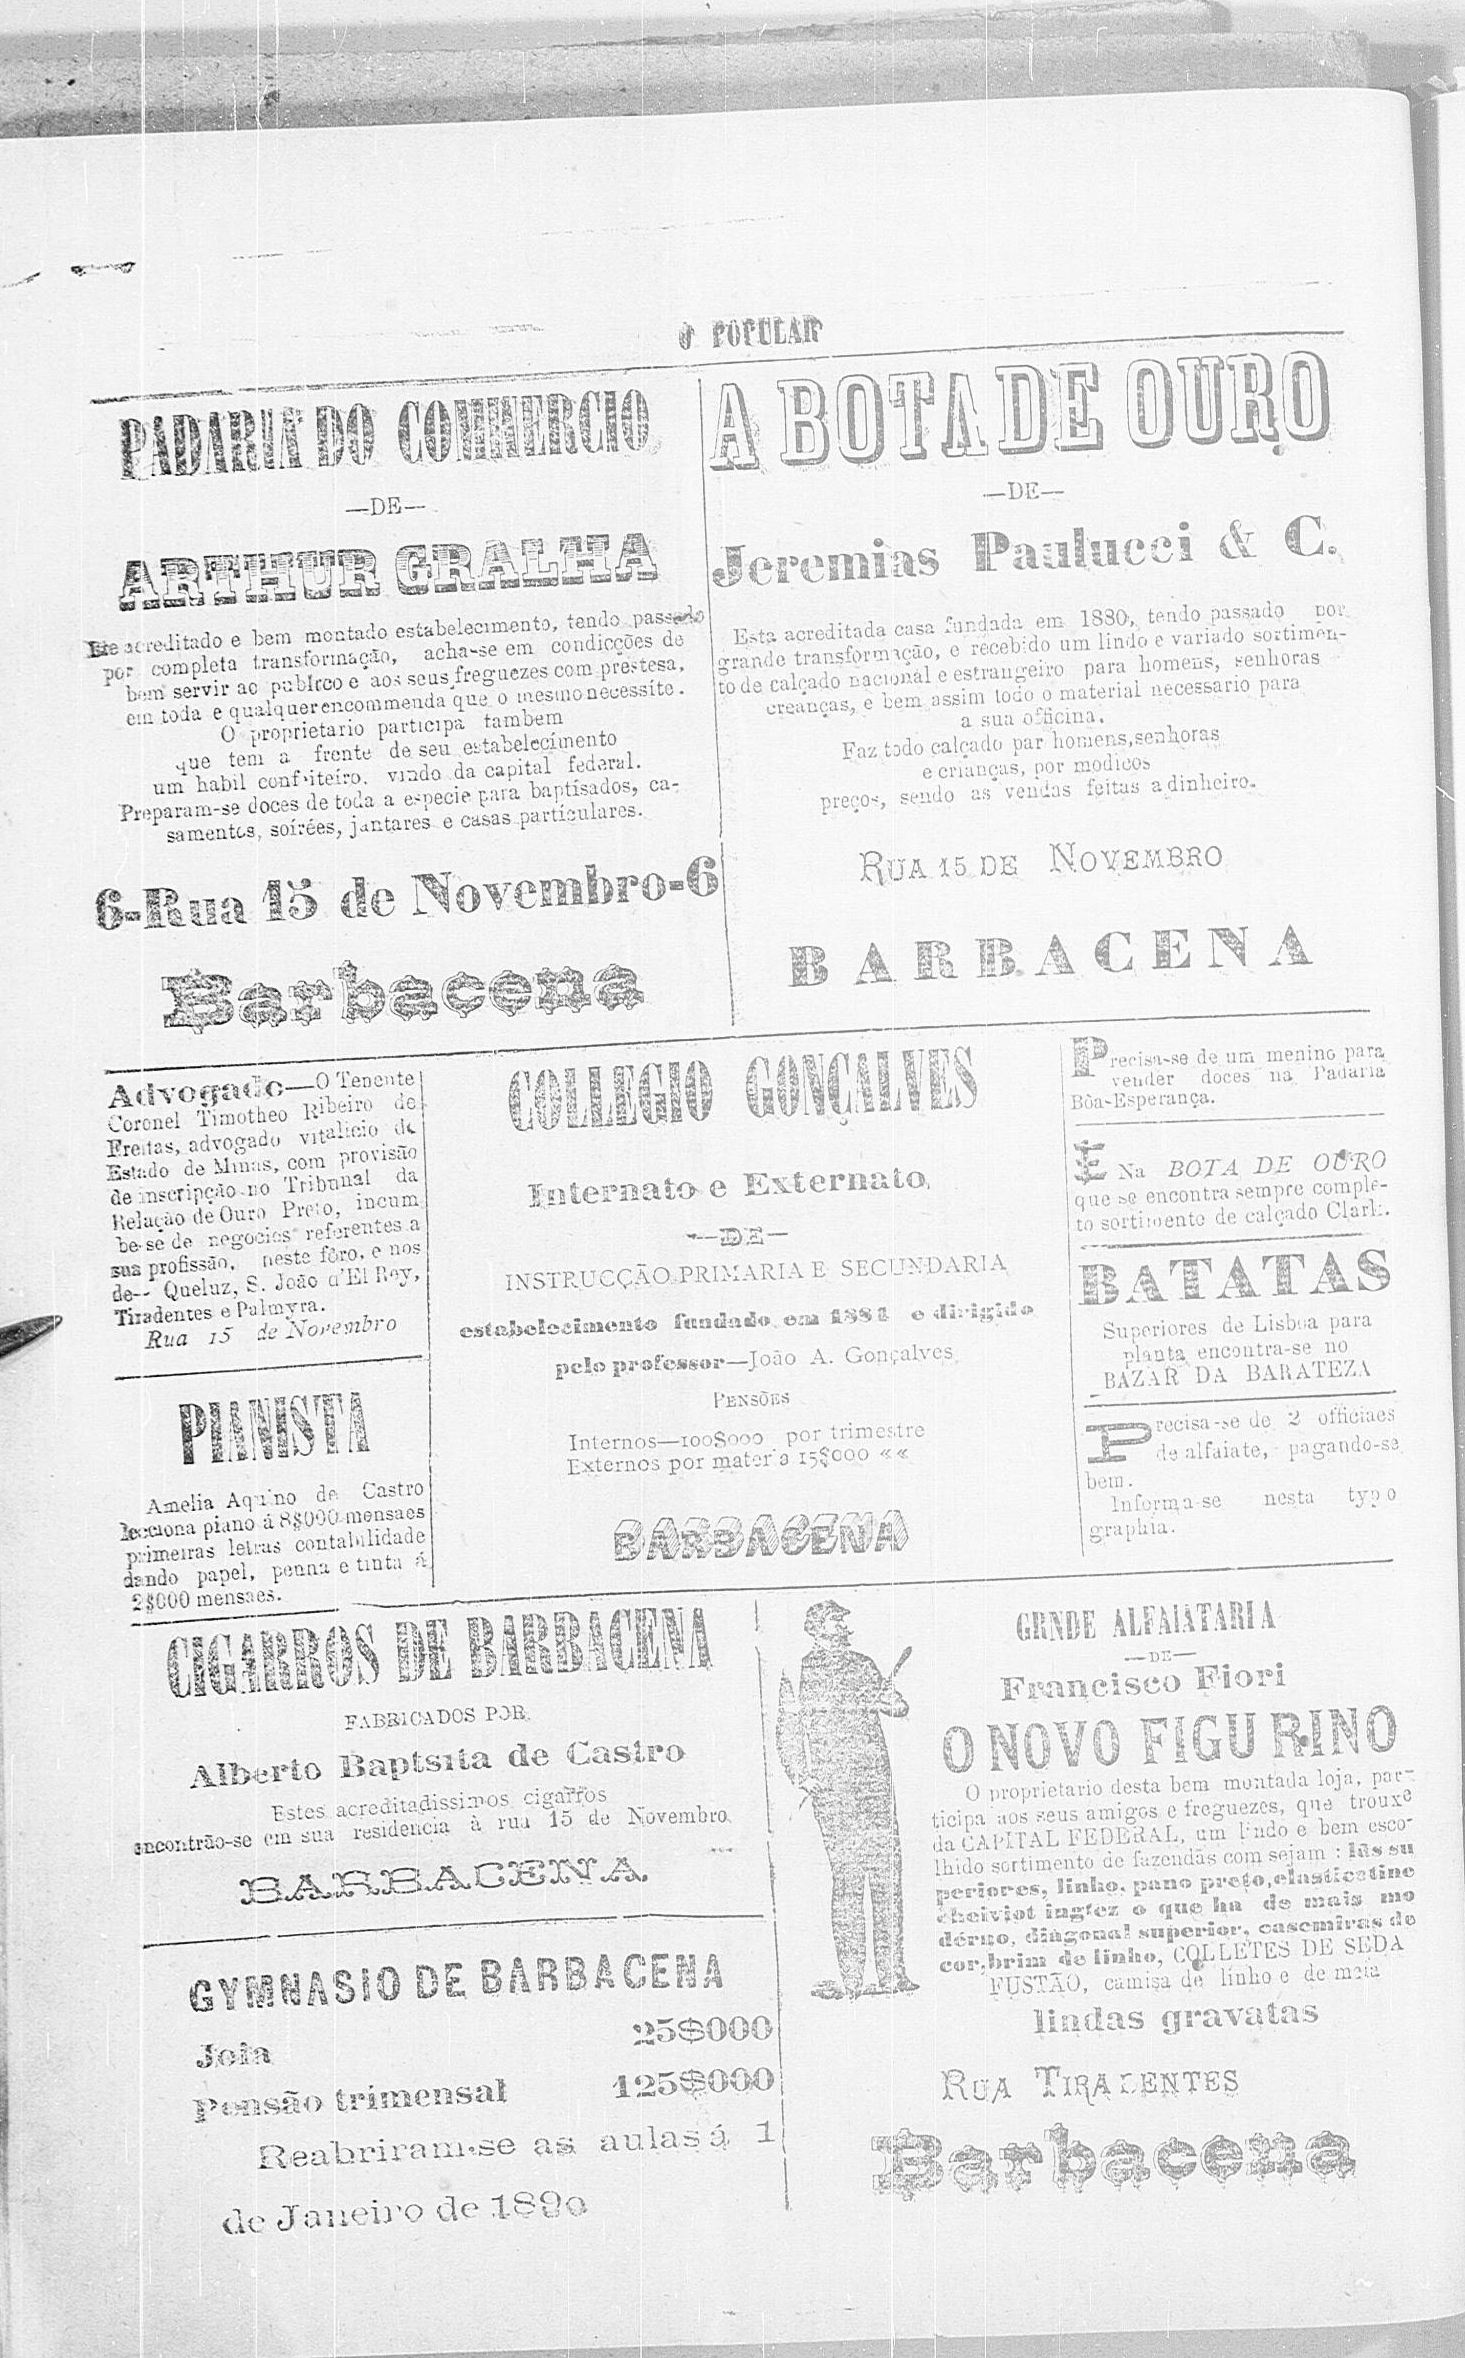 O POPULAR
PADARIA DO COMMERCIO
—DE—
ARTHUR GRALHA
Este acreditado e bem montado estabelecimento, tendo passado
por completa transformação, acha-se em condicções de
bem servir ao publico e aos seus freguezes com prestesa,
em toda e qualquer encommenda que o mesmo necessite.
O proprietario participa tambem
que tem a frente de seu estabelecimento
um habil confeiteiro, vindo da capital federal.
Preparam-se doces de toda a especie para baptisados, ca-
samentos, soirées, jantares e casas particulares.
6-Rua 15 de Novembro-6
Barbacena
A BOTA DE OURO
—DE—
Jeremias Paulucci & C.
Esta acreditada casa fundada em 1880, tendo passado por
grande transformação, e recebido um lindo e variado sortimen-
to de calçado nacional e estrangeiro para homens, senhoras
creanças, e bem assim todo o material necessario para
a sua officina.
Faz todo calçado par homens, senhoras
e crianças, por modicos
preços, sendo as vendas feitas a dinheiro.
RUA 15 DE NOVEMBRO
BARBACENA
Advogado—O Tenente
Coronel Timotheo Ribeiro de
Freitas, advogado vitalicio do
Estado de Minas, com provisão
de inscripção no Tribunal da
Relação de Ouro Preto, incum
be-se de negocios referentes a
sua profissão, neste fôro, e nos
de-- Queluz, S. João d'El Rey,
Tiradentes e Palmyra.
Rua 15 de Novembro
PIANISTA
Amelia Aquino de Castro
lecciona piano á 8$000 mensaes
primeiras letras contabilidade
dando papel, penna e tinta á
2$000 mensaes.
COLLEGIO GONÇALVES
Internato e Externato
—DE—
INSTRUCÇÃO PRIMARIA E SECUNDARIA
estabelecimento fundado em 1881 e dirigido
pelo professor—João A. Gonçalves
PENSÕES
Internos—100$000 por trimestre
Externos por materia 15$000 ««
BARBACENA
Precisa-se de um menino para
vender doces na Padaria
Bôa-Esperança.
É Na BOTA DE OURO
que se encontra sempre comple-
to sortimento de calçado Clark.
BATATAS
Superiores de Lisboa para
planta encontra-se no
BAZAR DA BARATEZA
Precisa-se de 2 officiaes
de alfaiate, pagando-se
bem.
Informa-se nesta typo
graphia.
CIGARROS DE BARBACENA
FABRICADOS POR
Alberto Baptsita de Castro
Estes acreditadissimos cigarros
encontrão-se em sua residencia à rua 15 de Novembro
BARBACENA.
GYMNASIO DE BARBACENA
Joia 25$000
Pensão trimensal 125$000
Reabriram-se as aulas á 1
de Janeiro de 1890
GRNDE ALFAIATARIA
—DE—
Francisco Fiori
O NOVO FIGURINO
O proprietario desta bem montada loja, par-
ticipa aos seus amigos e freguezes, que trouxe
da CAPITAL FEDERAL, um lindo e bem esco-
lhido sortimento de fazendas com sejam : lãs su
periores, linho, pano preto, elasticotine
cheiviot inglez o que ha de mais mo
dérno, diagonal superior, casemiras de
cor, brim de linho, COLLETES DE SEDA
FUSTÃO, camisa de linho e de meia
lindas gravatas
RUA TIRADENTES
Barbacena